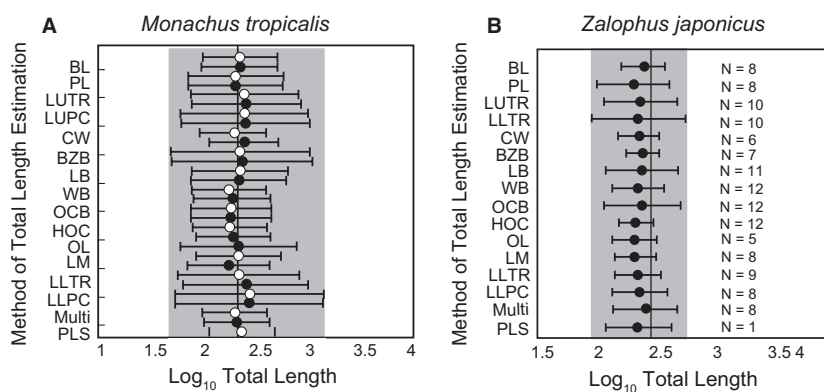 A Monachus tropicalis
Method of Total Length Estimation
BL
PL
LUTR
LUPC
CW
BZB
LB
WB
OCB
HOC
OL
LM
LLTR
LLPC
Multi
PLS
1 1.5 2 2.5 3 3.5 4
Log10 Total Length
B Zalophus japonicus
Method of Total Length Estimation
BL N = 8
PL N = 8
LUTR N = 10
LLTR N = 10
CW N = 6
BZB N = 7
LB N = 11
WB N = 12
OCB N = 12
HOC N = 12
OL N = 5
LM N = 8
LLTR N = 9
LLPC N = 8
Multi N = 8
PLS N = 1
1.5 2 2.5 3 3.5 4
Log10 Total Length